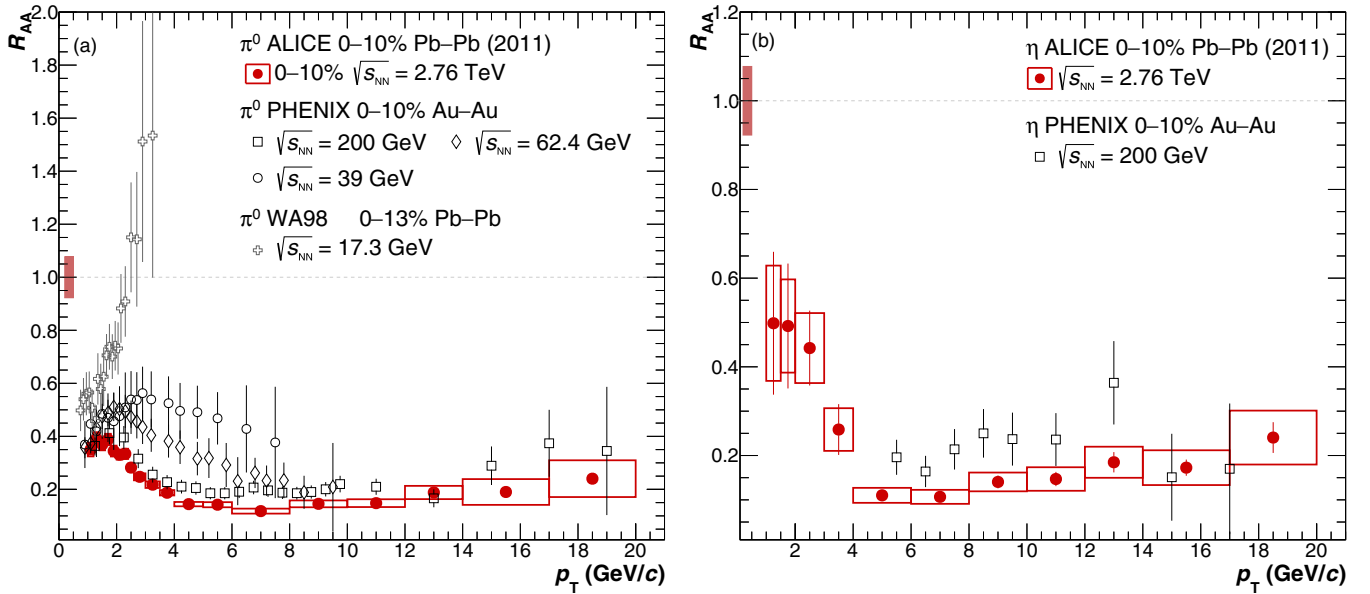 R_AA
(a)
π⁰ ALICE 0–10% Pb–Pb (2011)
0–10% √s_NN = 2.76 TeV
π⁰ PHENIX 0–10% Au–Au
√s_NN = 200 GeV √s_NN = 62.4 GeV
√s_NN = 39 GeV
π⁰ WA98 0–13% Pb–Pb
√s_NN = 17.3 GeV
2.0
1.8
1.6
1.4
1.2
1.0
0.8
0.6
0.4
0.2
0 2 4 6 8 10 12 14 16 18 20
p_T (GeV/c)
R_AA
(b)
η ALICE 0–10% Pb–Pb (2011)
√s_NN = 2.76 TeV
η PHENIX 0–10% Au–Au
√s_NN = 200 GeV
1.2
1.0
0.8
0.6
0.4
0.2
2 4 6 8 10 12 14 16 18 20
p_T (GeV/c)